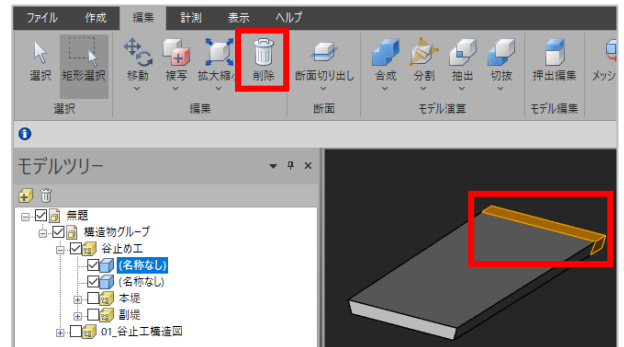 ファイル 作成 編集 計測 表示 ヘルプ
選択 矩形選択 移動 複写 拡大縮小 削除 断面切り出し 合成 分割 抽出 切抜 押出編集 メッシ
選択 編集 断面 モデル演算 モデル編集
モデルツリー
無題
構造物グループ
谷止め工
(名称なし)
(名称なし)
本堤
副堤
01_谷止工構造図